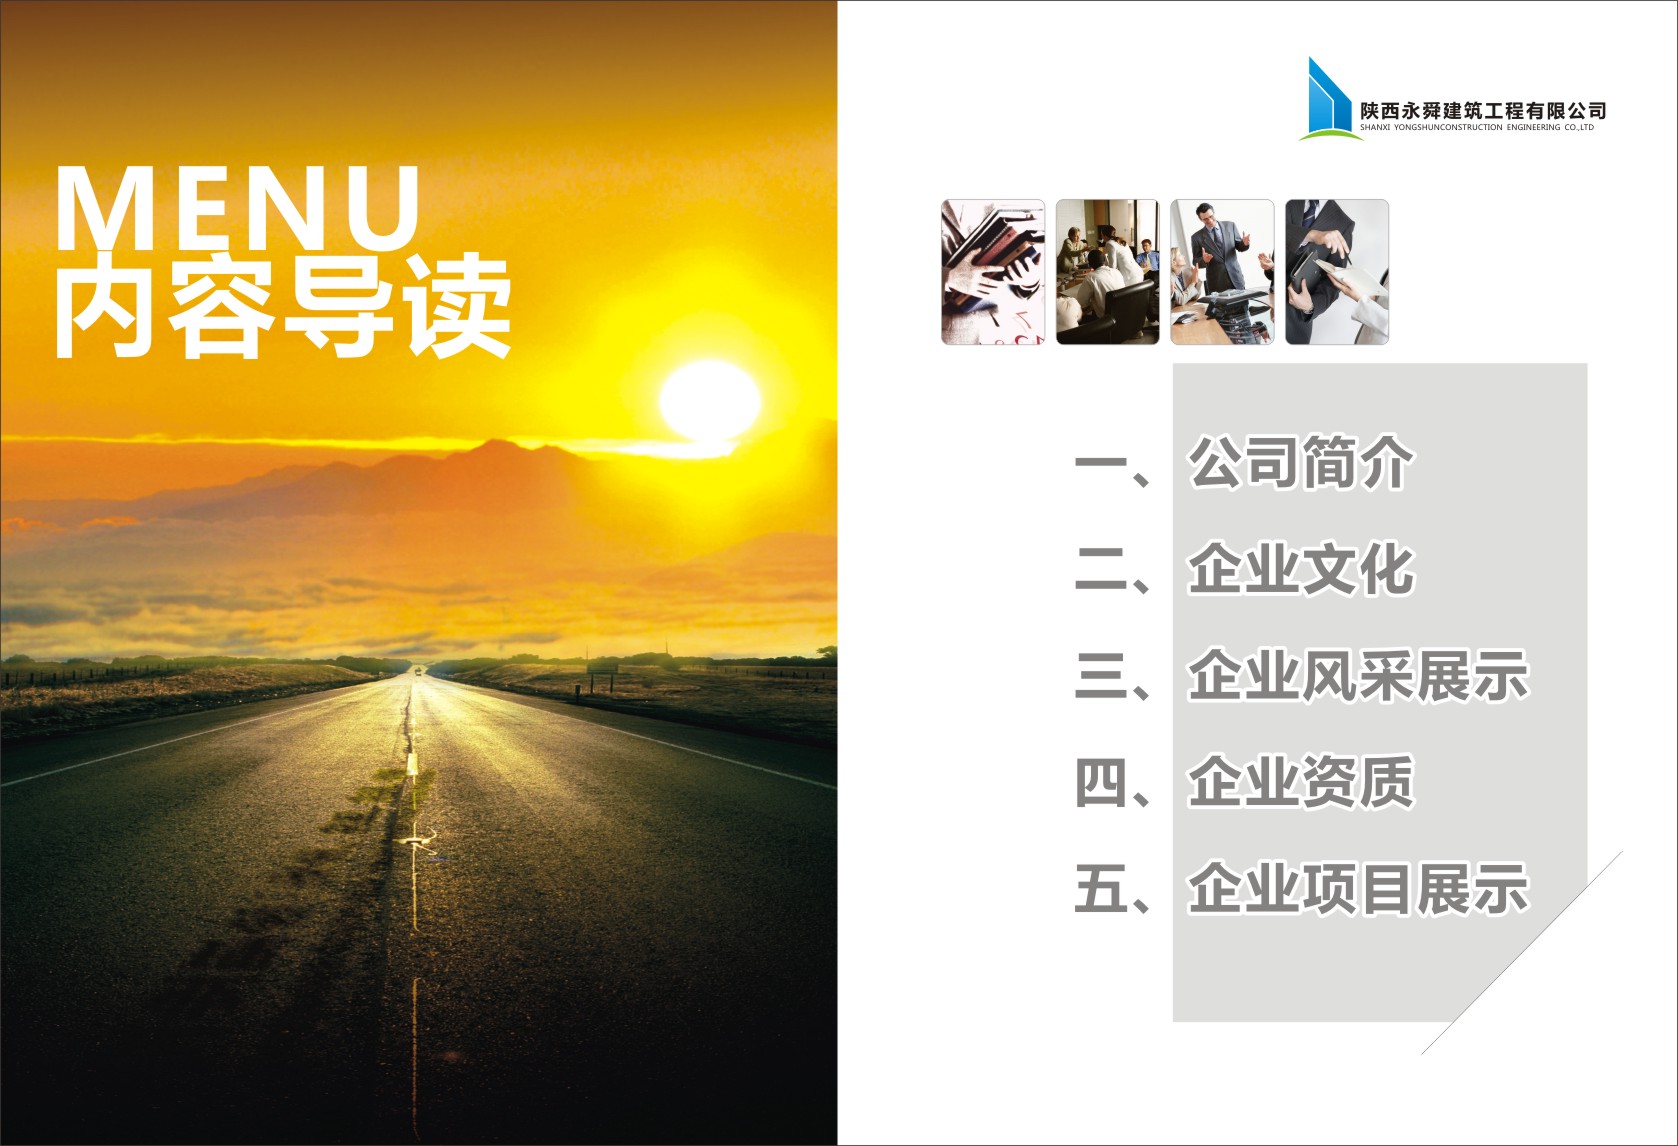 MENU
内容导读
陕西永舜建筑工程有限公司
SHANXI YONGSHUNCONSTRUCTION ENGINEERING CO.,LTD
一、公司简介
二、企业文化
三、企业风采展示
四、企业资质
五、企业项目展示